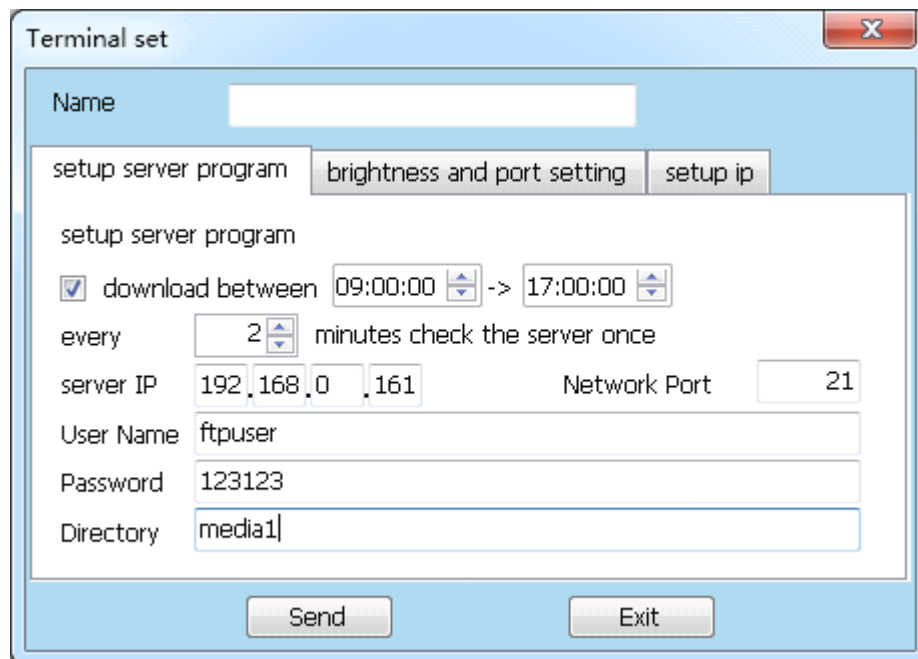 Terminal set
Name
setup server program brightness and port setting setup ip
setup server program
download between 09:00:00 -> 17:00:00
every 2 minutes check the server once
server IP 192.168.0.161 Network Port 21
User Name ftpuser
Password 123123
Directory media1
Send Exit